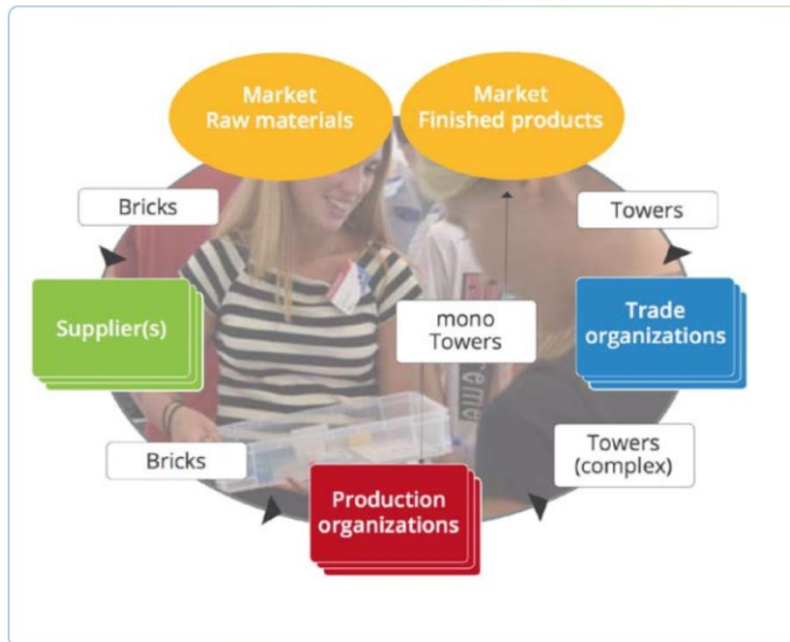 Market
Raw materials
Market
Finished products
Bricks
Towers
Supplier(s)
mono
Towers
Trade
organizations
Bricks
Towers
(complex)
Production
organizations